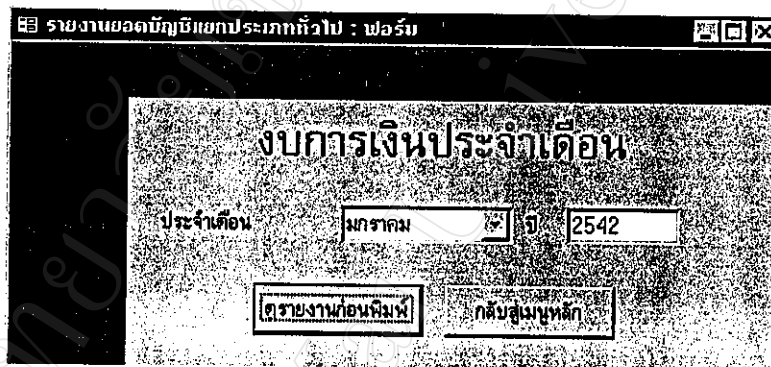 รายงานยอดบัญชีแยกประเภททั่วไป : ฟอร์ม
งบการเงินประจำเดือน
ประจำเดือน มกราคม ปี 2542
ดูรายงานก่อนพิมพ์ กลับสู่เมนูหลัก